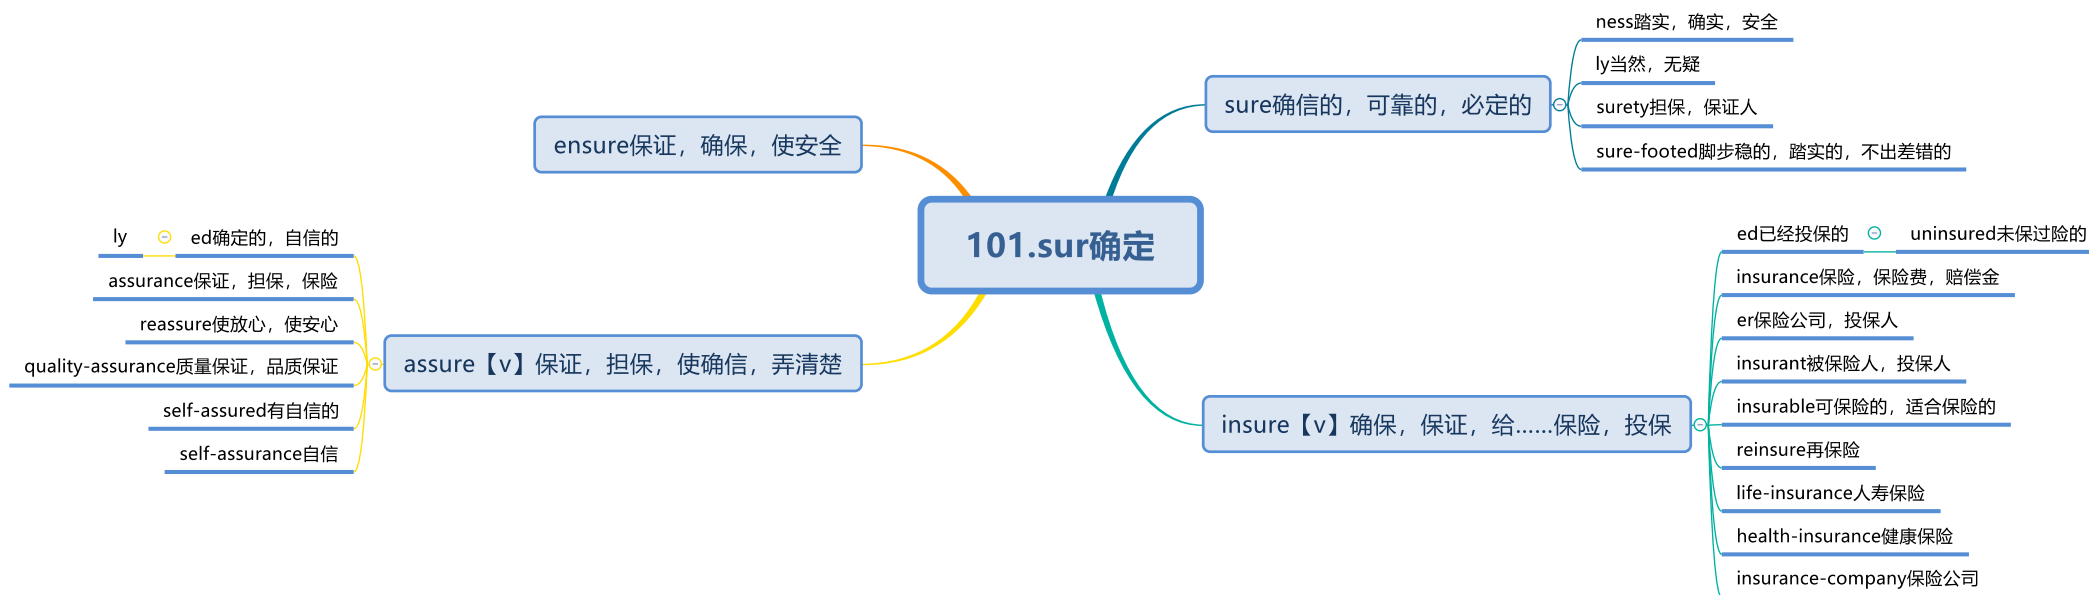 101.sur确定
sure确信的，可靠的，必定的
ness踏实，确实，安全
ly当然，无疑
surety担保，保证人
sure-footed脚步稳的，踏实的，不出差错的
insure【v】确保，保证，给……保险，投保
ed已经投保的
uninsured未保过险的
insurance保险，保险费，赔偿金
er保险公司，投保人
insurant被保险人，投保人
insurable可保险的，适合保险的
reinsure再保险
life-insurance人寿保险
health-insurance健康保险
insurance-company保险公司
ensure保证，确保，使安全
assure【v】保证，担保，使确信，弄清楚
ed确定的，自信的
ly
assurance保证，担保，保险
reassure使放心，使安心
quality-assurance质量保证，品质保证
self-assured有自信的
self-assurance自信